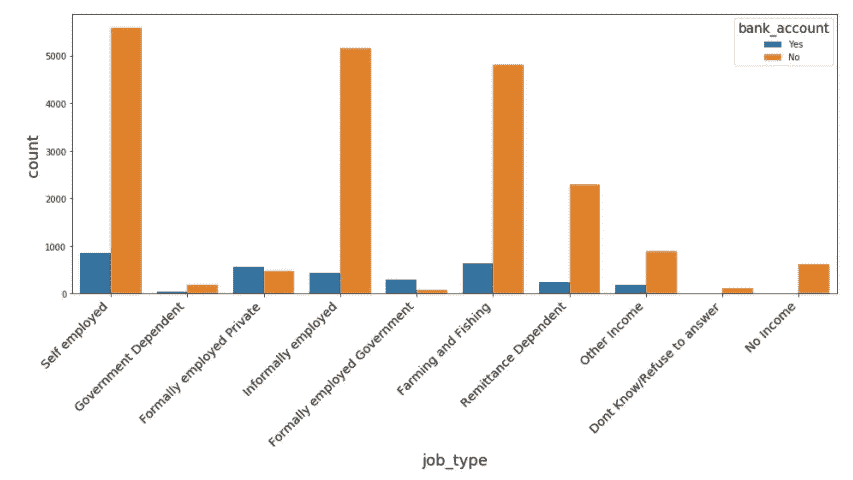 bank_account
Yes
No
5000
4000
3000
2000
1000
0
count
Self employed
Government Dependent
Formally employed Private
Informally employed
Formally employed Government
Farming and Fishing
Remittance Dependent
Other Income
Dont Know/Refuse to answer
No Income
job_type